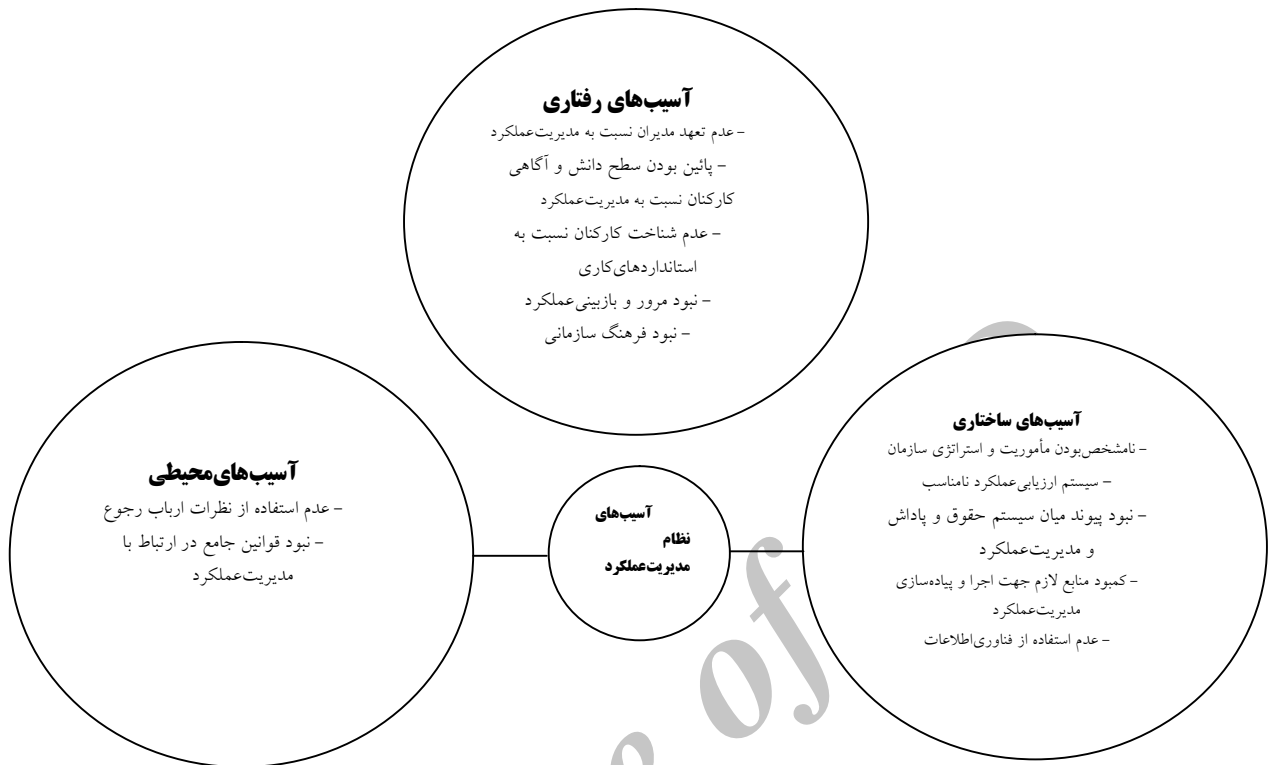 آسیب‌های رفتاری
- عدم تعهد مدیران نسبت به مدیریت‌عملکرد
- پائین بودن سطح دانش و آگاهی
کارکنان نسبت به مدیریت‌عملکرد
- عدم شناخت کارکنان نسبت به
استانداردهای‌کاری
- نبود مرور و بازبینی‌عملکرد
- نبود فرهنگ سازمانی
آسیب‌های ساختاری
- نامشخص‌بودن مأموریت و استراتژی سازمان
- سیستم ارزیابی‌عملکرد نامناسب
- نبود پیوند میان سیستم حقوق و پاداش
و مدیریت‌عملکرد
- کمبود منابع لازم جهت اجرا و پیاده‌سازی
مدیریت‌عملکرد
- عدم استفاده از فناوری‌اطلاعات
آسیب‌های
نظام
مدیریت‌عملکرد
آسیب‌های‌محیطی
- عدم استفاده از نظرات ارباب رجوع
- نبود قوانین جامع در ارتباط با
مدیریت‌عملکرد
of